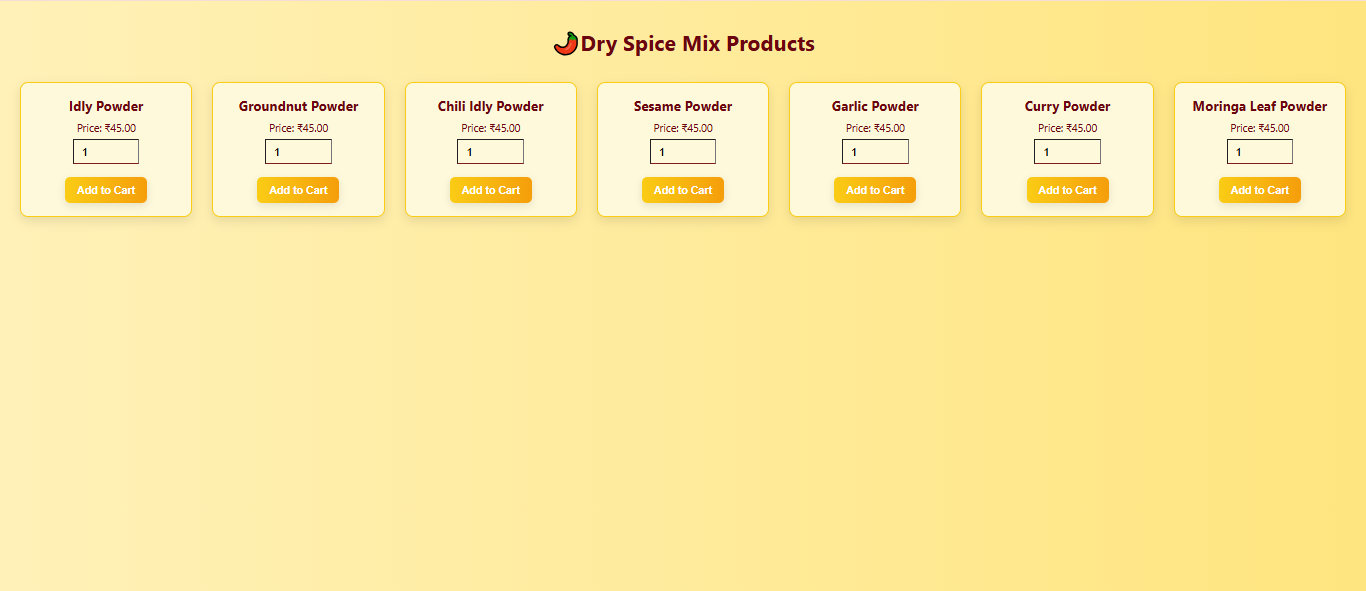 🌶️Dry Spice Mix Products
Idly Powder
Price: ₹45.00
1
Add to Cart
Groundnut Powder
Price: ₹45.00
1
Add to Cart
Chili Idly Powder
Price: ₹45.00
1
Add to Cart
Sesame Powder
Price: ₹45.00
1
Add to Cart
Garlic Powder
Price: ₹45.00
1
Add to Cart
Curry Powder
Price: ₹45.00
1
Add to Cart
Moringa Leaf Powder
Price: ₹45.00
1
Add to Cart